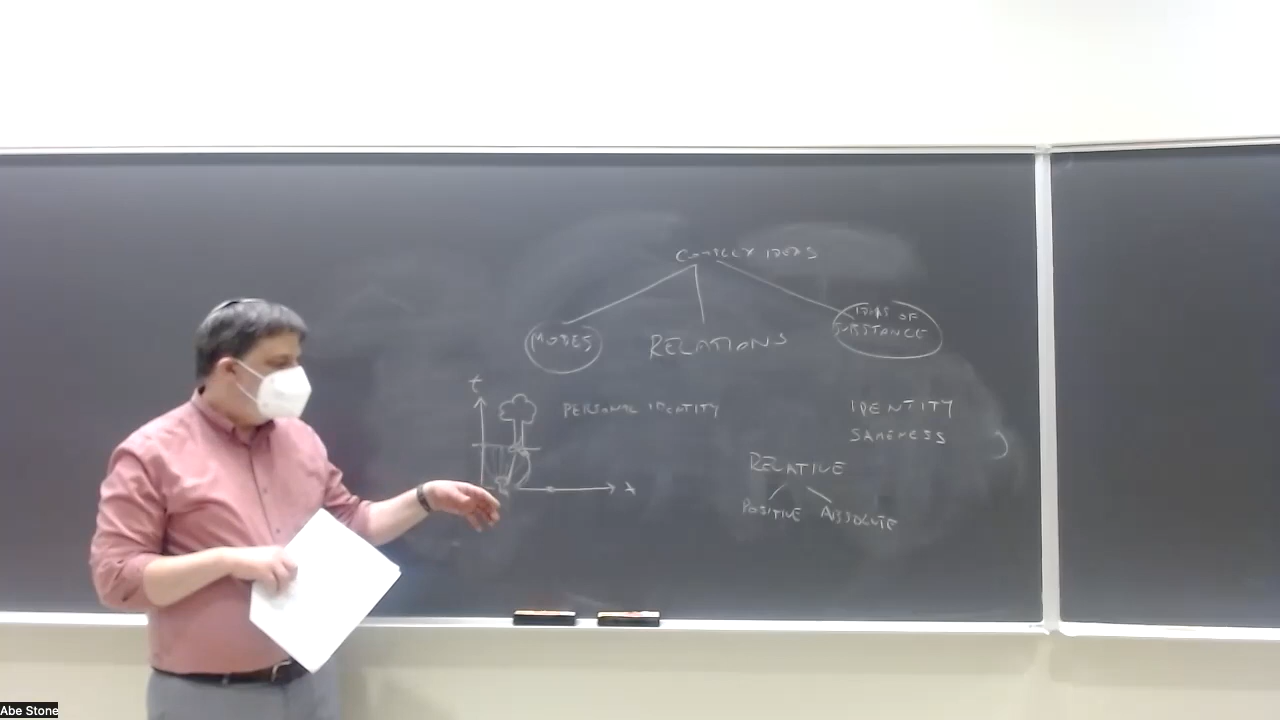 COMPLEX IDEAS
MODES
RELATIONS
IDEAS OF
SUBSTANCE
t
PERSONAL IDENTITY
IDENTITY
SAMENESS
RELATIVE
x
POSITIVE ABSOLUTE
Abe Stone